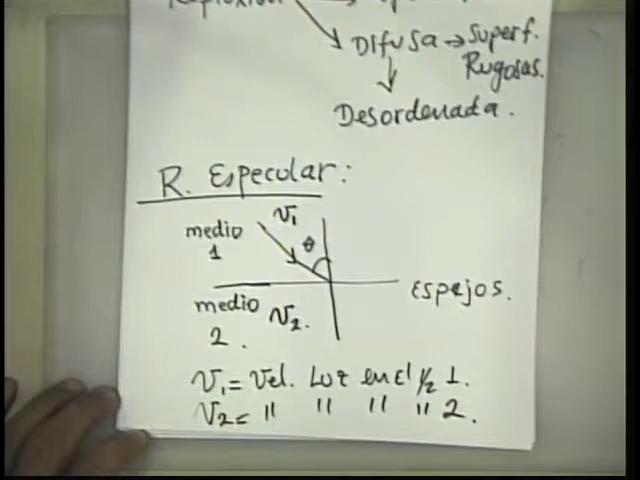 Difusa → Superf.
Rugosas.
Desordenada.
R. Especular:
v1
medio
1
θ
Espejos.
medio
2.
v2.
v1 = Vel. Luz en el 1/2 1.
v2 = " " " " 2.